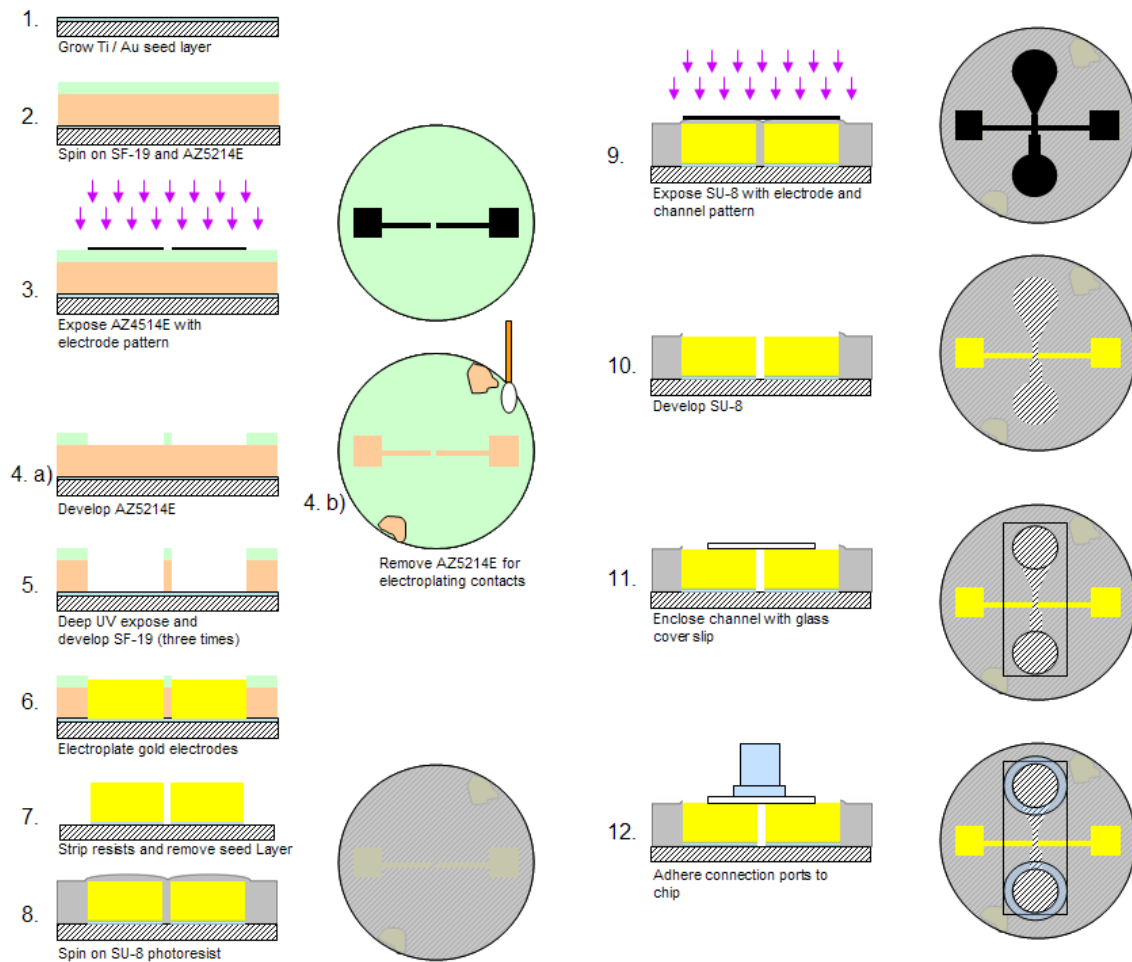 1.
Grow Ti / Au seed layer
2.
Spin on SF-19 and AZ5214E
3.
Expose AZ4514E with
electrode pattern
4. a)
Develop AZ5214E
4. b)
Remove AZ5214E for
electroplating contacts
5.
Deep UV expose and
develop SF-19 (three times)
6.
Electroplate gold electrodes
7.
Strip resists and remove seed Layer
8.
Spin on SU-8 photoresist
9.
Expose SU-8 with electrode and
channel pattern
10.
Develop SU-8
11.
Enclose channel with glass
cover slip
12.
Adhere connection ports to
chip